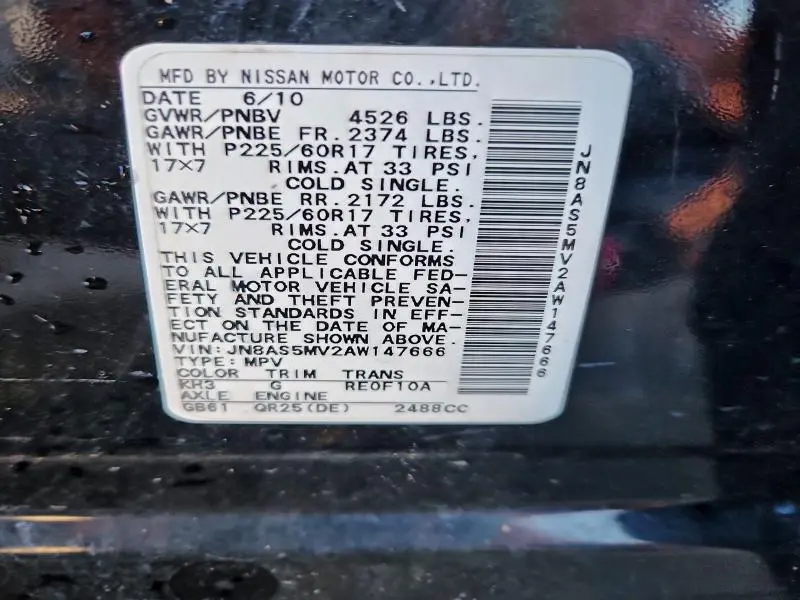 MFD BY NISSAN MOTOR CO.,LTD.
DATE 6/10
GVWR/PNBV 4526 LBS.
GAWR/PNBE FR. 2374 LBS.
WITH P225/60R17 TIRES,
17×7 RIMS.AT 33 PSI
COLD SINGLE.
GAWR/PNBE RR. 2172 LBS.
WITH P225/60R17 TIRES,
17×7 RIMS.AT 33 PSI
COLD SINGLE.
THIS VEHICLE CONFORMS
TO ALL APPLICABLE FED-
ERAL MOTOR VEHICLE SA-
FETY AND THEFT PREVEN-
TION STANDARDS IN EFF-
ECT ON THE DATE OF MA-
NUFACTURE SHOWN ABOVE.
VIN:JN8AS5MV2AW147666
TYPE:MPV
COLOR TRIM TRANS
KH3 G RE0F10A
AXLE ENGINE
GB61 QR25(DE) 2488CC
JN8AS5MV2AW147666